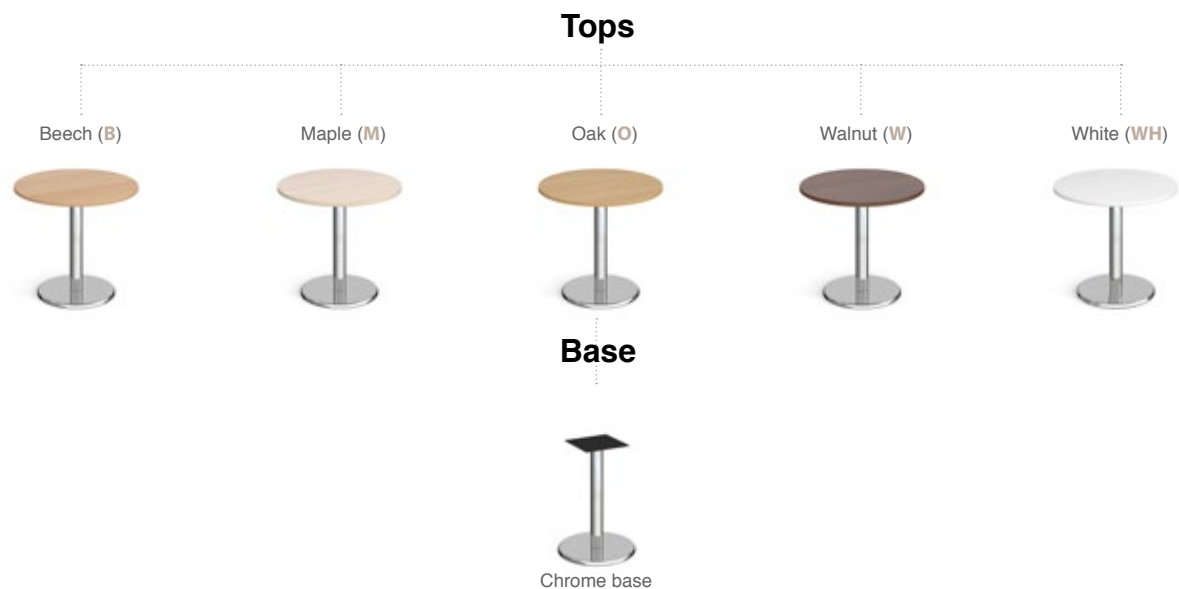 Tops
Beech (B)
Maple (M)
Oak (O)
Walnut (W)
White (WH)
Base
Chrome base